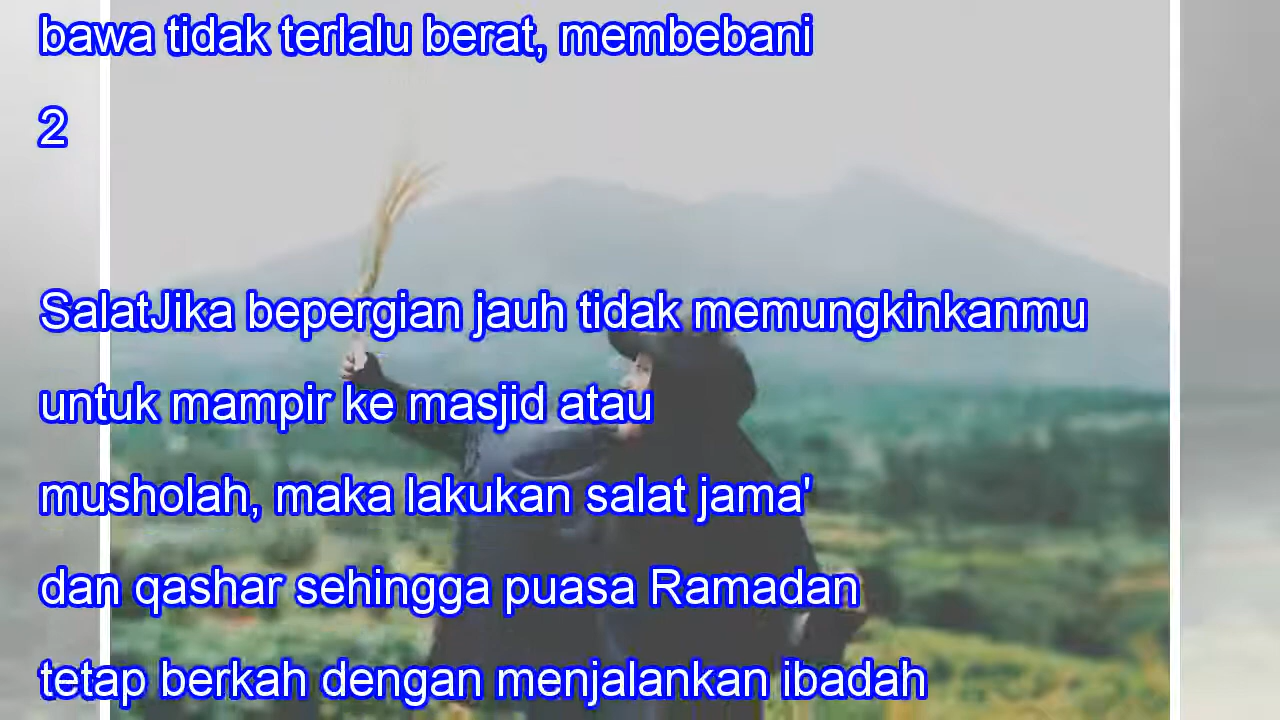 bawa tidak terlalu berat, membebani
2
SalatJika bepergian jauh tidak memungkinkanmu
untuk mampir ke masjid atau
musholah, maka lakukan salat jama'
dan qashar sehingga puasa Ramadan
tetap berkah dengan menjalankan ibadah